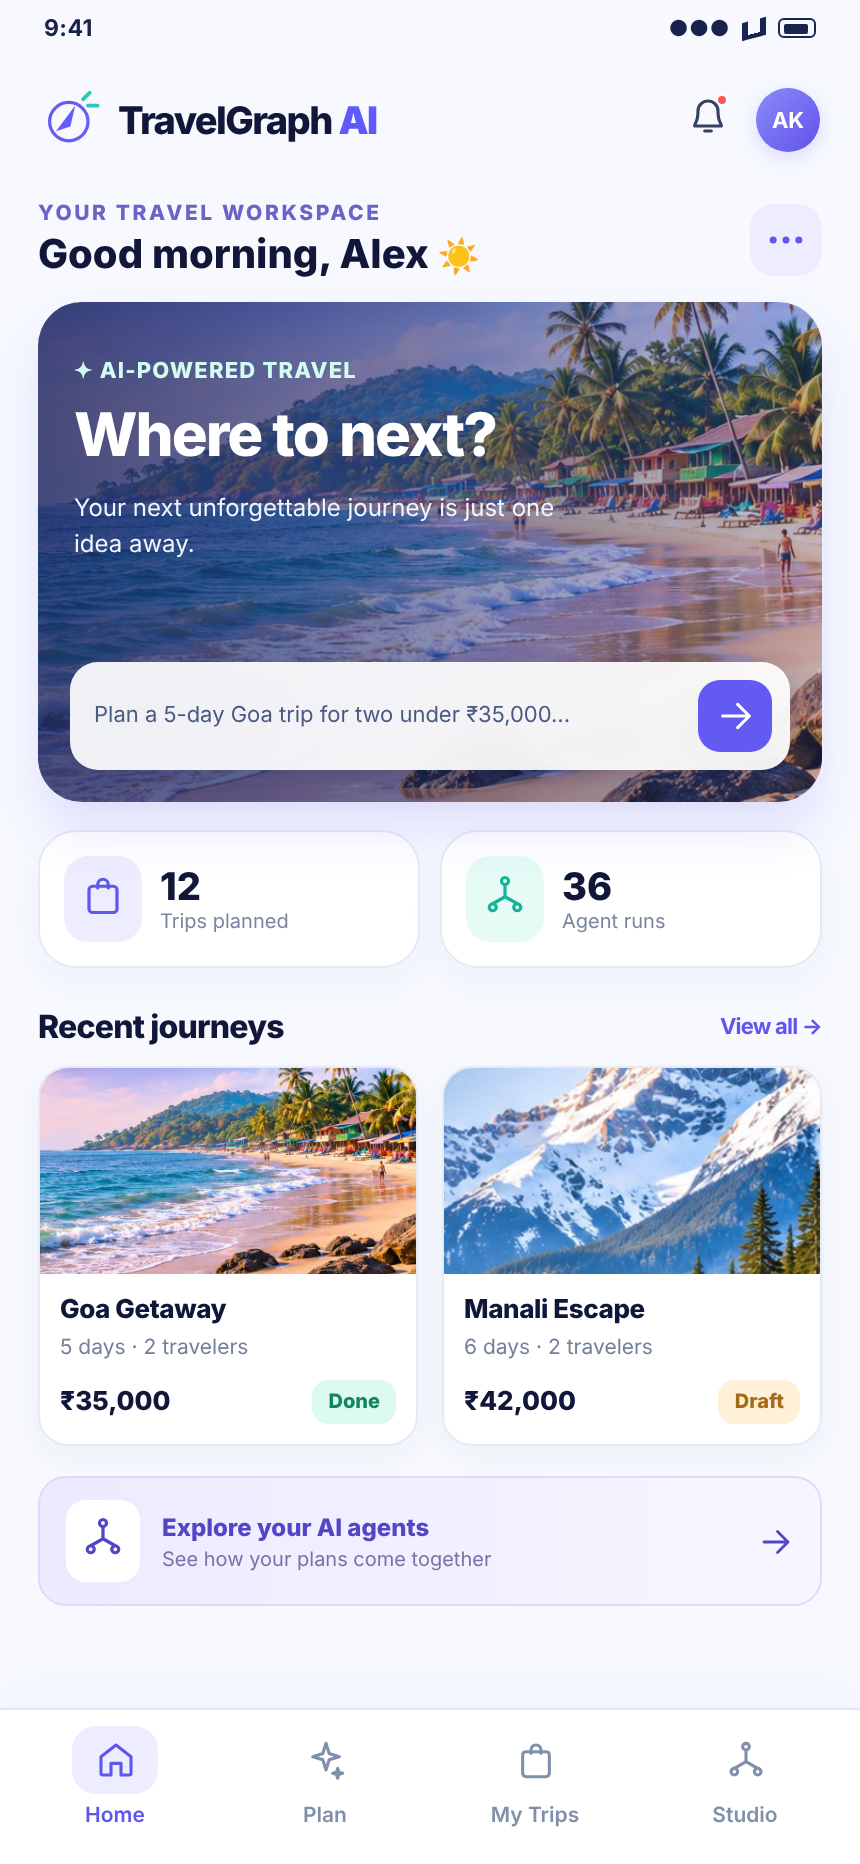 9:41
TravelGraph AI
AK
YOUR TRAVEL WORKSPACE
Good morning, Alex ☀️
✦ AI-POWERED TRAVEL
Where to next?
Your next unforgettable journey is just one
idea away.
Plan a 5-day Goa trip for two under ₹35,000...
12
Trips planned
36
Agent runs
Recent journeys
View all →
Goa Getaway
5 days · 2 travelers
₹35,000
Done
Manali Escape
6 days · 2 travelers
₹42,000
Draft
Explore your AI agents
See how your plans come together
Home
Plan
My Trips
Studio